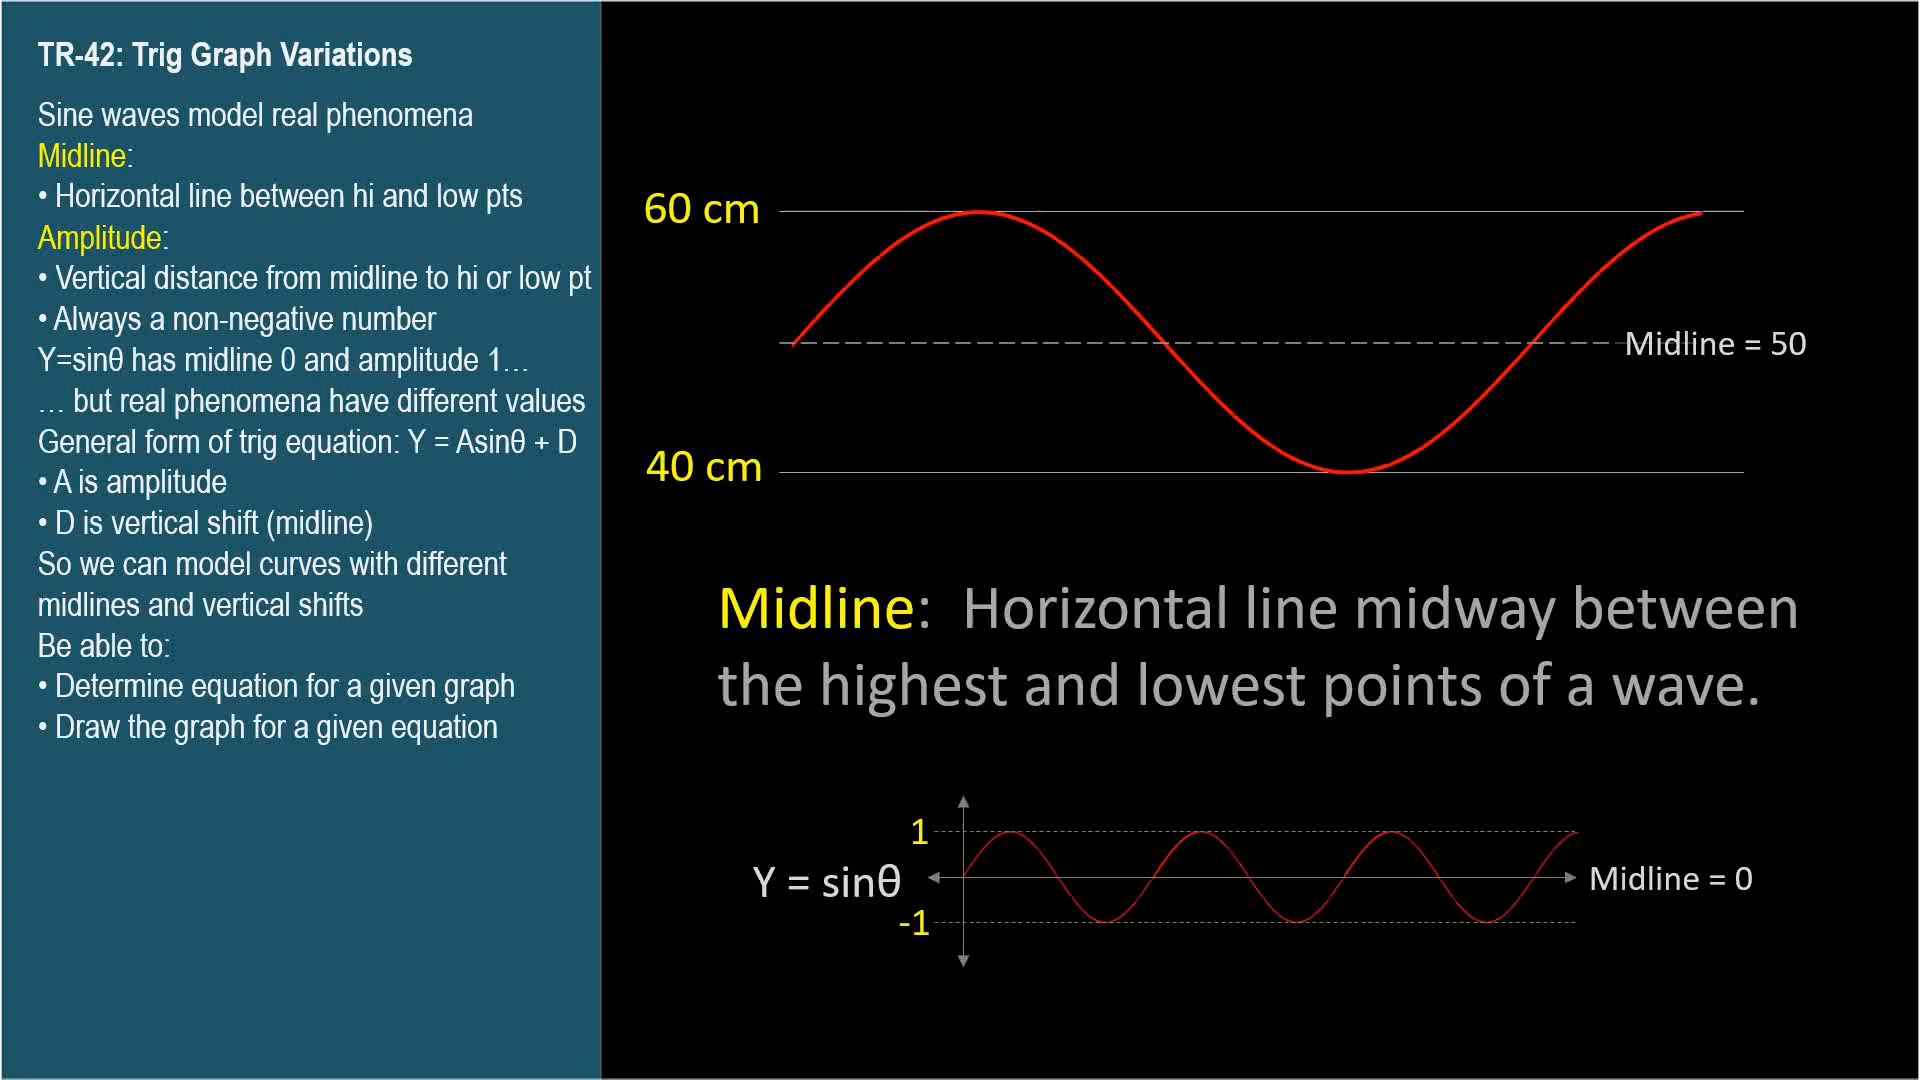 TR-42: Trig Graph Variations
Sine waves model real phenomena
Midline:
• Horizontal line between hi and low pts
Amplitude:
• Vertical distance from midline to hi or low pt
• Always a non-negative number
Y=sinθ has midline 0 and amplitude 1…
… but real phenomena have different values
General form of trig equation: Y = Asinθ + D
• A is amplitude
• D is vertical shift (midline)
So we can model curves with different
midlines and vertical shifts
Be able to:
• Determine equation for a given graph
• Draw the graph for a given equation
60 cm
Midline = 50
40 cm
Midline: Horizontal line midway between
the highest and lowest points of a wave.
1
Y = sinθ
Midline = 0
-1